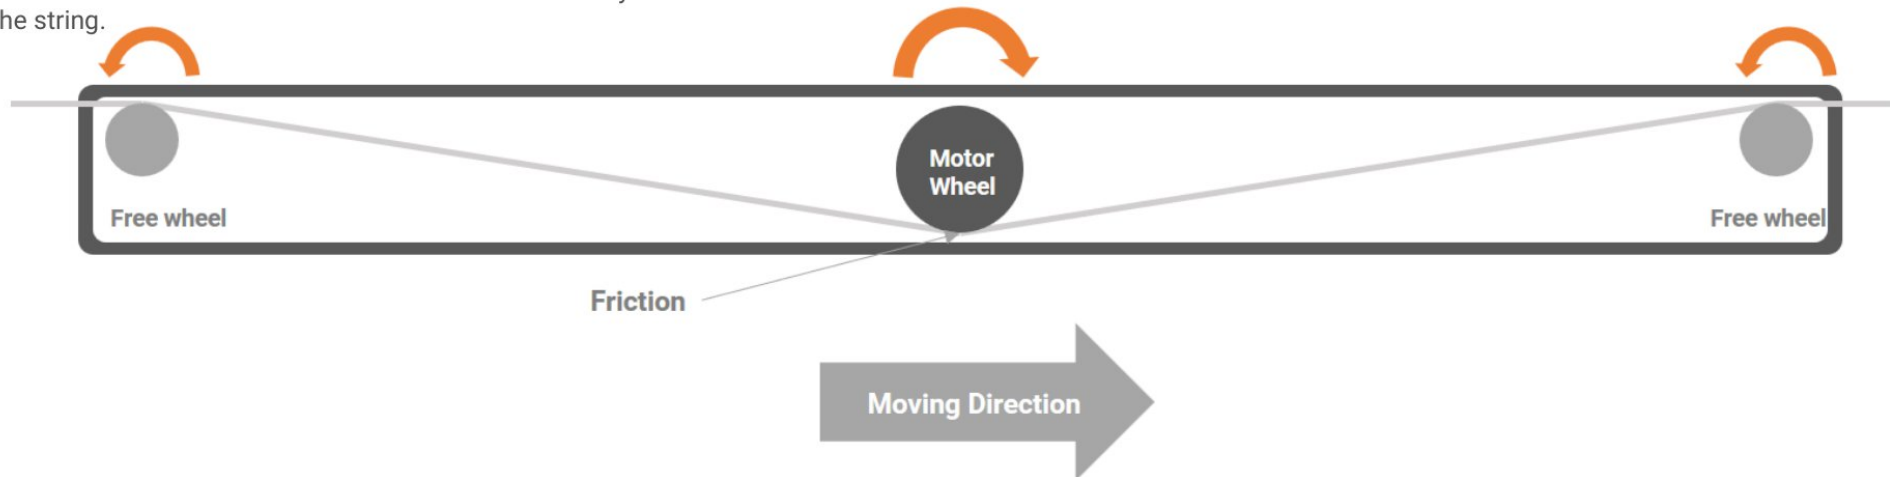 he string.
Motor
Wheel
Free wheel
Free wheel
Friction
Moving Direction